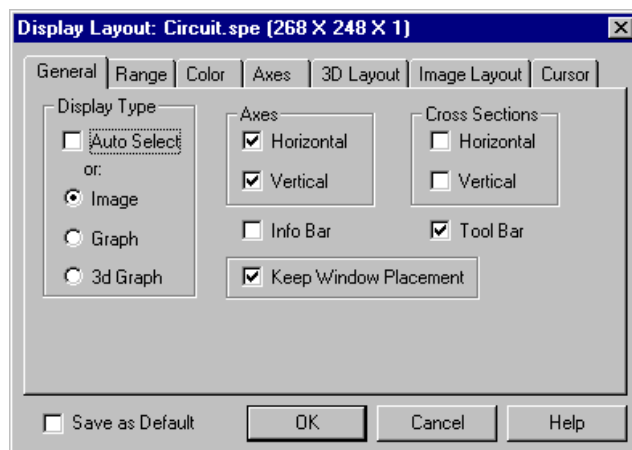 Display Layout: Circuit.spe (268 X 248 X 1)
General Range Color Axes 3D Layout Image Layout Cursor
Display Type
Auto Select
or:
Image
Graph
3d Graph
Axes
Horizontal
Vertical
Cross Sections
Horizontal
Vertical
Info Bar
Tool Bar
Keep Window Placement
Save as Default
OK
Cancel
Help